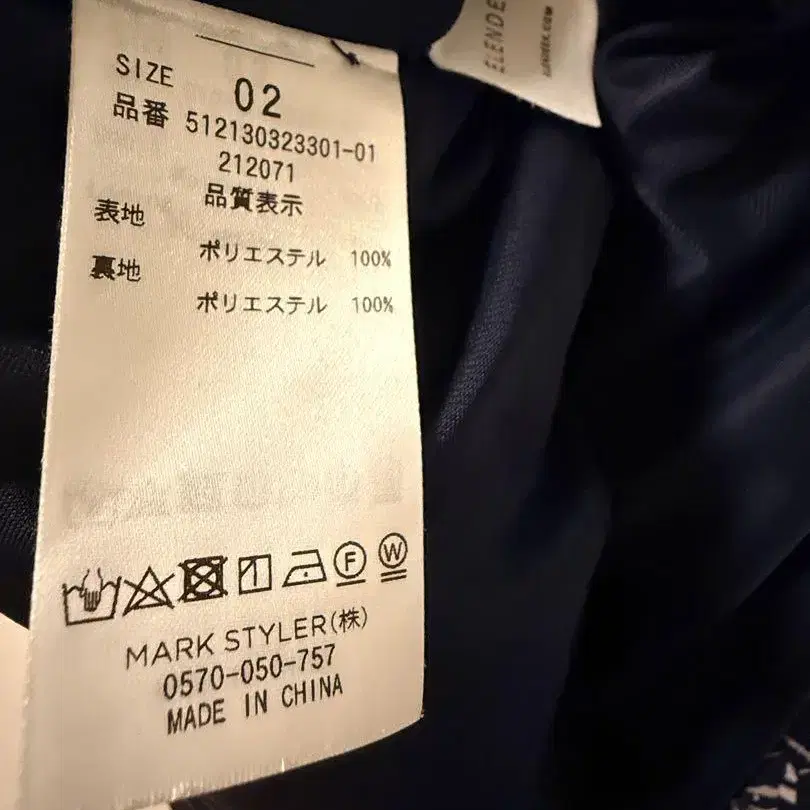 SIZE 02
品番 512130323301-01
212071
品質表示
表地
ポリエステル 100%
裏地
ポリエステル 100%
F W
MARK STYLER(株)
0570-050-757
MADE IN CHINA
ELENDEEK.COM